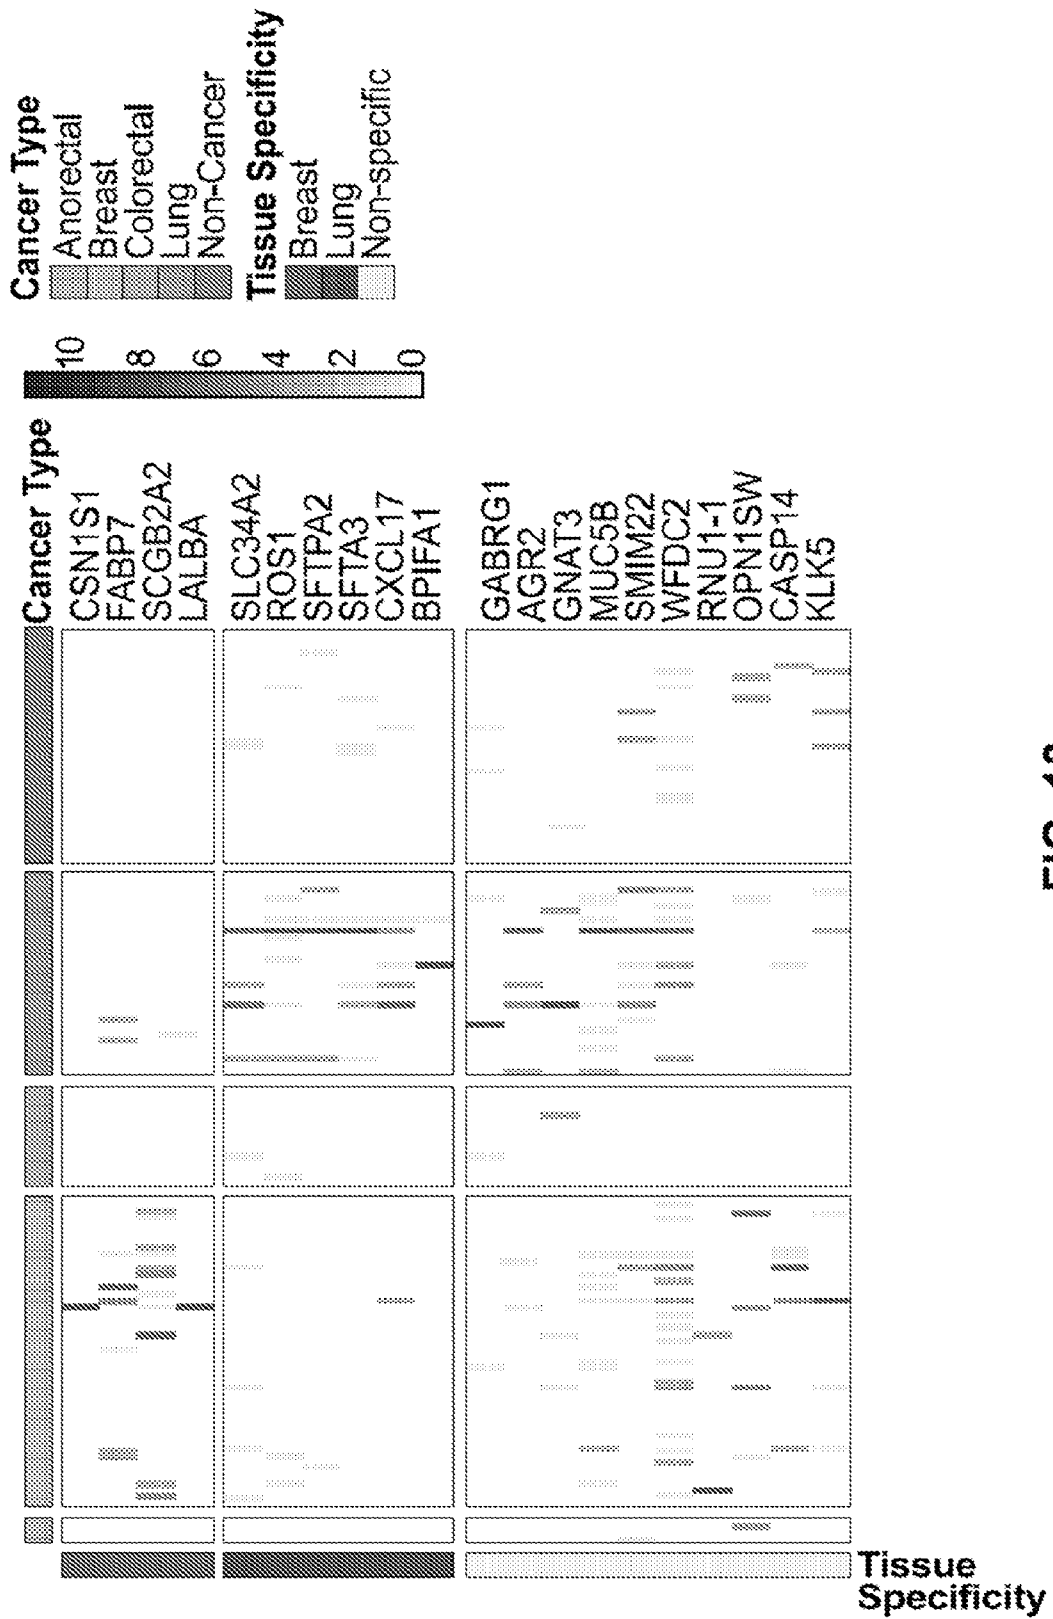 Cancer Type
Anorectal
Breast
Colorectal
Lung
Non-Cancer
Tissue Specificity
Breast
Lung
Non-specific
10
8
6
4
2
0
Cancer Type
CSN1S1
FABP7
SCGB2A2
LALBA
SLC34A2
ROS1
SFTPA2
SFTA3
CXCL17
BPIFA1
GABRG1
AGR2
GNAT3
MUC5B
SMIM22
WFDC2
RNU1-1
OPN1SW
CASP14
KLK5
Tissue
Specificity
FIG.